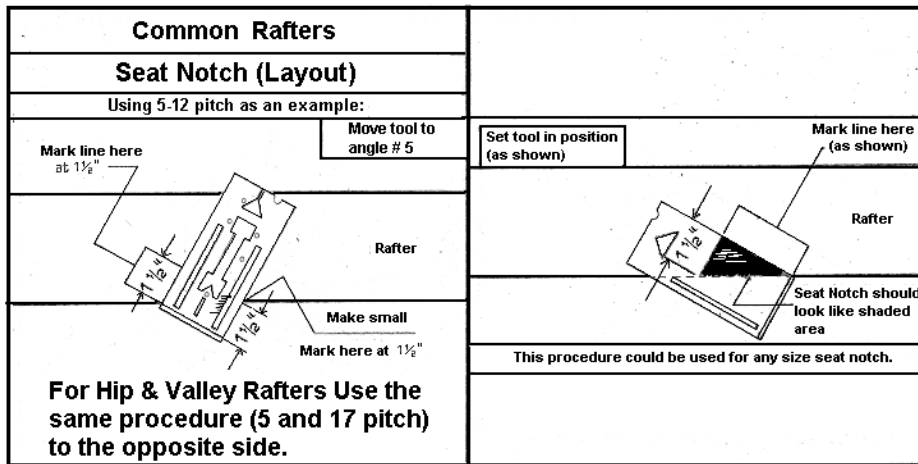 Common Rafters
Seat Notch (Layout)
Using 5-12 pitch as an example:
Move tool to
angle # 5
Mark line here
at 1½"
Rafter
1½"
1½"
Make small
Mark here at 1½"
For Hip & Valley Rafters Use the
same procedure (5 and 17 pitch)
to the opposite side.
Set tool in position
(as shown)
Mark line here
(as shown)
Rafter
1½"
Seat Notch should
look like shaded
area
This procedure could be used for any size seat notch.